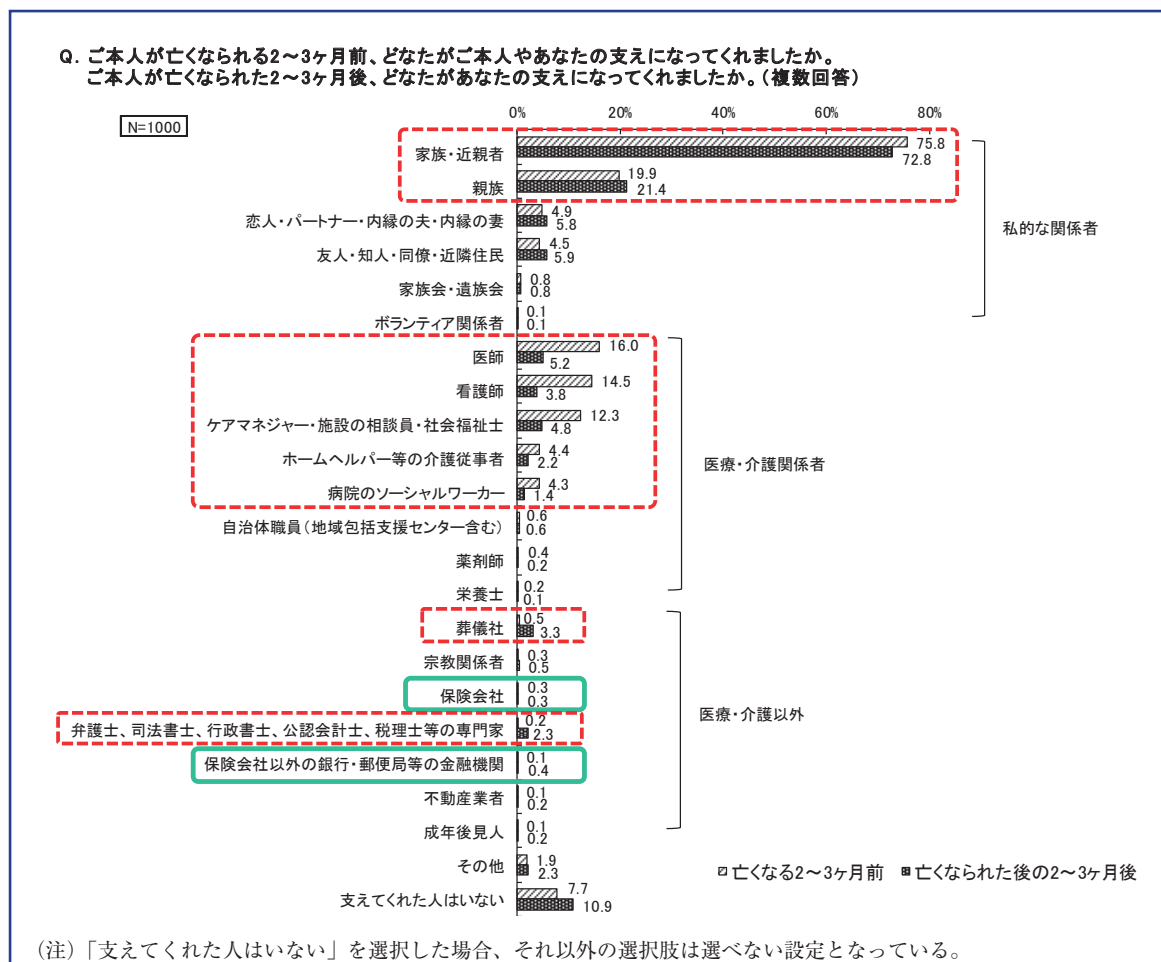 Q. ご本人が亡くなられる2～3ヶ月前、どなたがご本人やあなたの支えになってくれましたか。
ご本人が亡くなられた2～3ヶ月後、どなたがあなたの支えになってくれましたか。（複数回答）
N=1000
0% 20% 40% 60% 80%
家族・近親者 75.8 72.8
親族 19.9 21.4
恋人・パートナー・内縁の夫・内縁の妻 4.9 5.8
友人・知人・同僚・近隣住民 4.5 5.9
家族会・遺族会 0.8 0.8
ボランティア関係者 0.1 0.1
私的な関係者
医師 16.0 5.2
看護師 14.5 3.8
ケアマネジャー・施設の相談員・社会福祉士 12.3 4.8
ホームヘルパー等の介護従事者 4.4 2.2
病院のソーシャルワーカー 4.3 1.4
自治体職員（地域包括支援センター含む） 0.6 0.6
薬剤師 0.4 0.2
栄養士 0.2 0.1
医療・介護関係者
葬儀社 0.5 3.3
宗教関係者 0.3 0.5
保険会社 0.3 0.3
弁護士、司法書士、行政書士、公認会計士、税理士等の専門家 0.2 2.3
保険会社以外の銀行・郵便局等の金融機関 0.1 0.4
不動産業者 0.1 0.2
成年後見人 0.1 0.2
医療・介護以外
その他 1.9 2.3
支えてくれた人はいない 7.7 10.9
亡くなる2～3ヶ月前 亡くなられた後の2～3ヶ月後
（注）「支えてくれた人はいない」を選択した場合、それ以外の選択肢は選べない設定となっている。